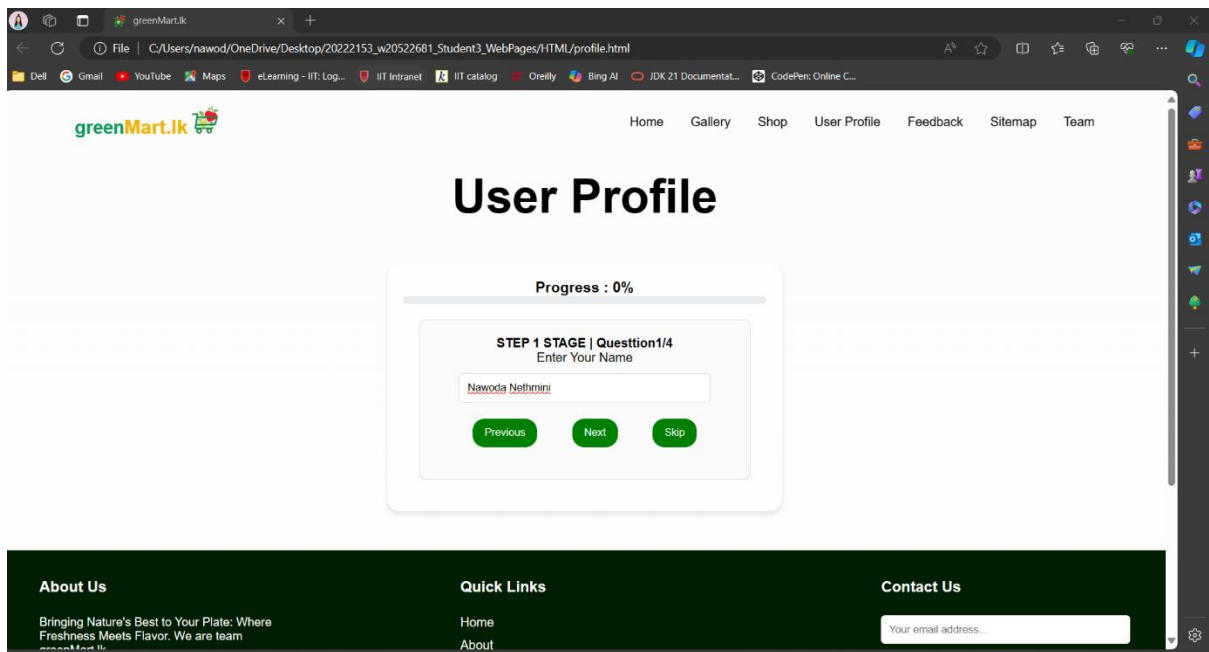 greenMart.lk
File | C:/Users/nawod/OneDrive/Desktop/20222153_w20522681_Student3_WebPages/HTML/profile.html
Dell Gmail YouTube Maps eLearning - IIT: Log... IIT Intranet IIT catalog Oreilly Bing AI JDK 21 Documentat... CodePen: Online C...
greenMart.lk Home Gallery Shop User Profile Feedback Sitemap Team
User Profile
Progress : 0%
STEP 1 STAGE | Questtion1/4
Enter Your Name
Nawoda Nethmini
Previous Next Skip
About Us Quick Links Contact Us
Bringing Nature's Best to Your Plate: Where
Freshness Meets Flavor. We are team
greenMart.lk
Home
About
Your email address...